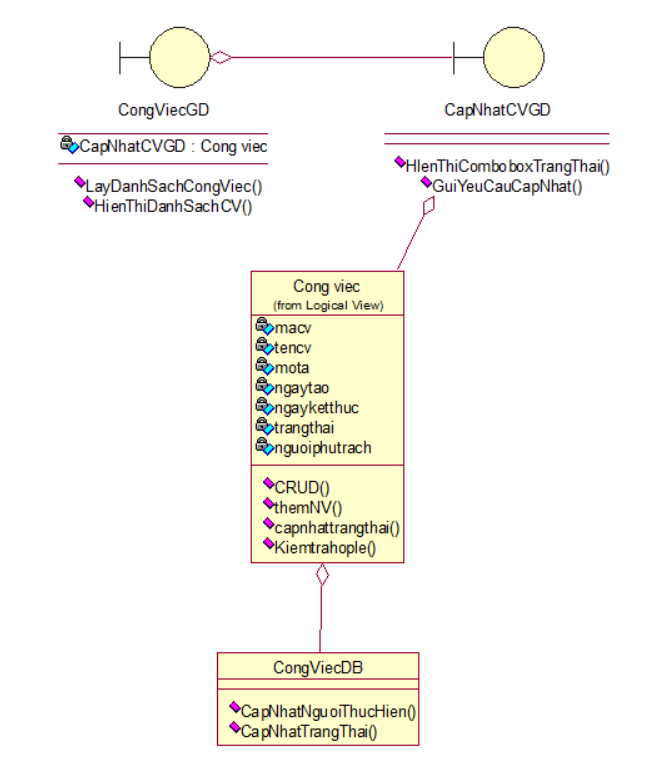 CongViecGD
CapNhatCVGD : Cong viec
LayDanhSachCongViec()
HienThiDanhSachCV()
CapNhatCVGD
HIenThiComboboxTrangThai()
GuiYeuCauCapNhat()
Cong viec
(from Logical View)
macv
tencv
mota
ngaytao
ngayketthuc
trangthai
nguoiphutrach
CRUD()
themNV()
capnhattrangthai()
Kiemtrahople()
CongViecDB
CapNhatNguoiThucHien()
CapNhatTrangThai()